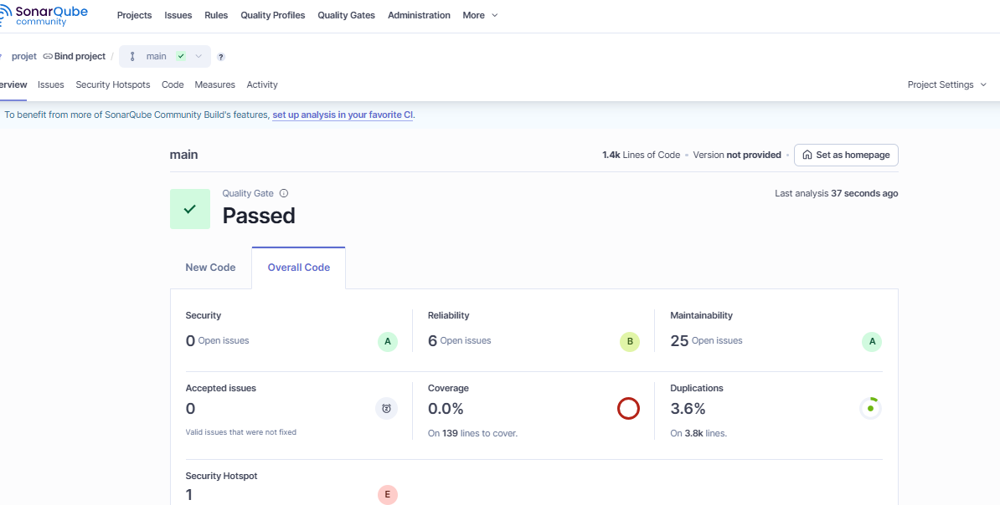 SonarQube
community
Projects Issues Rules Quality Profiles Quality Gates Administration More
projet Bind project / main ?
erview Issues Security Hotspots Code Measures Activity Project Settings
To benefit from more of SonarQube Community Build's features, set up analysis in your favorite CI.
main 1.4k Lines of Code • Version not provided • Set as homepage
Quality Gate Last analysis 37 seconds ago
Passed
New Code Overall Code
Security Reliability Maintainability
0 Open issues A 6 Open issues B 25 Open issues A
Accepted issues Coverage Duplications
0 0.0% 3.6%
Valid issues that were not fixed On 139 lines to cover. On 3.8k lines.
Security Hotspot
1 E